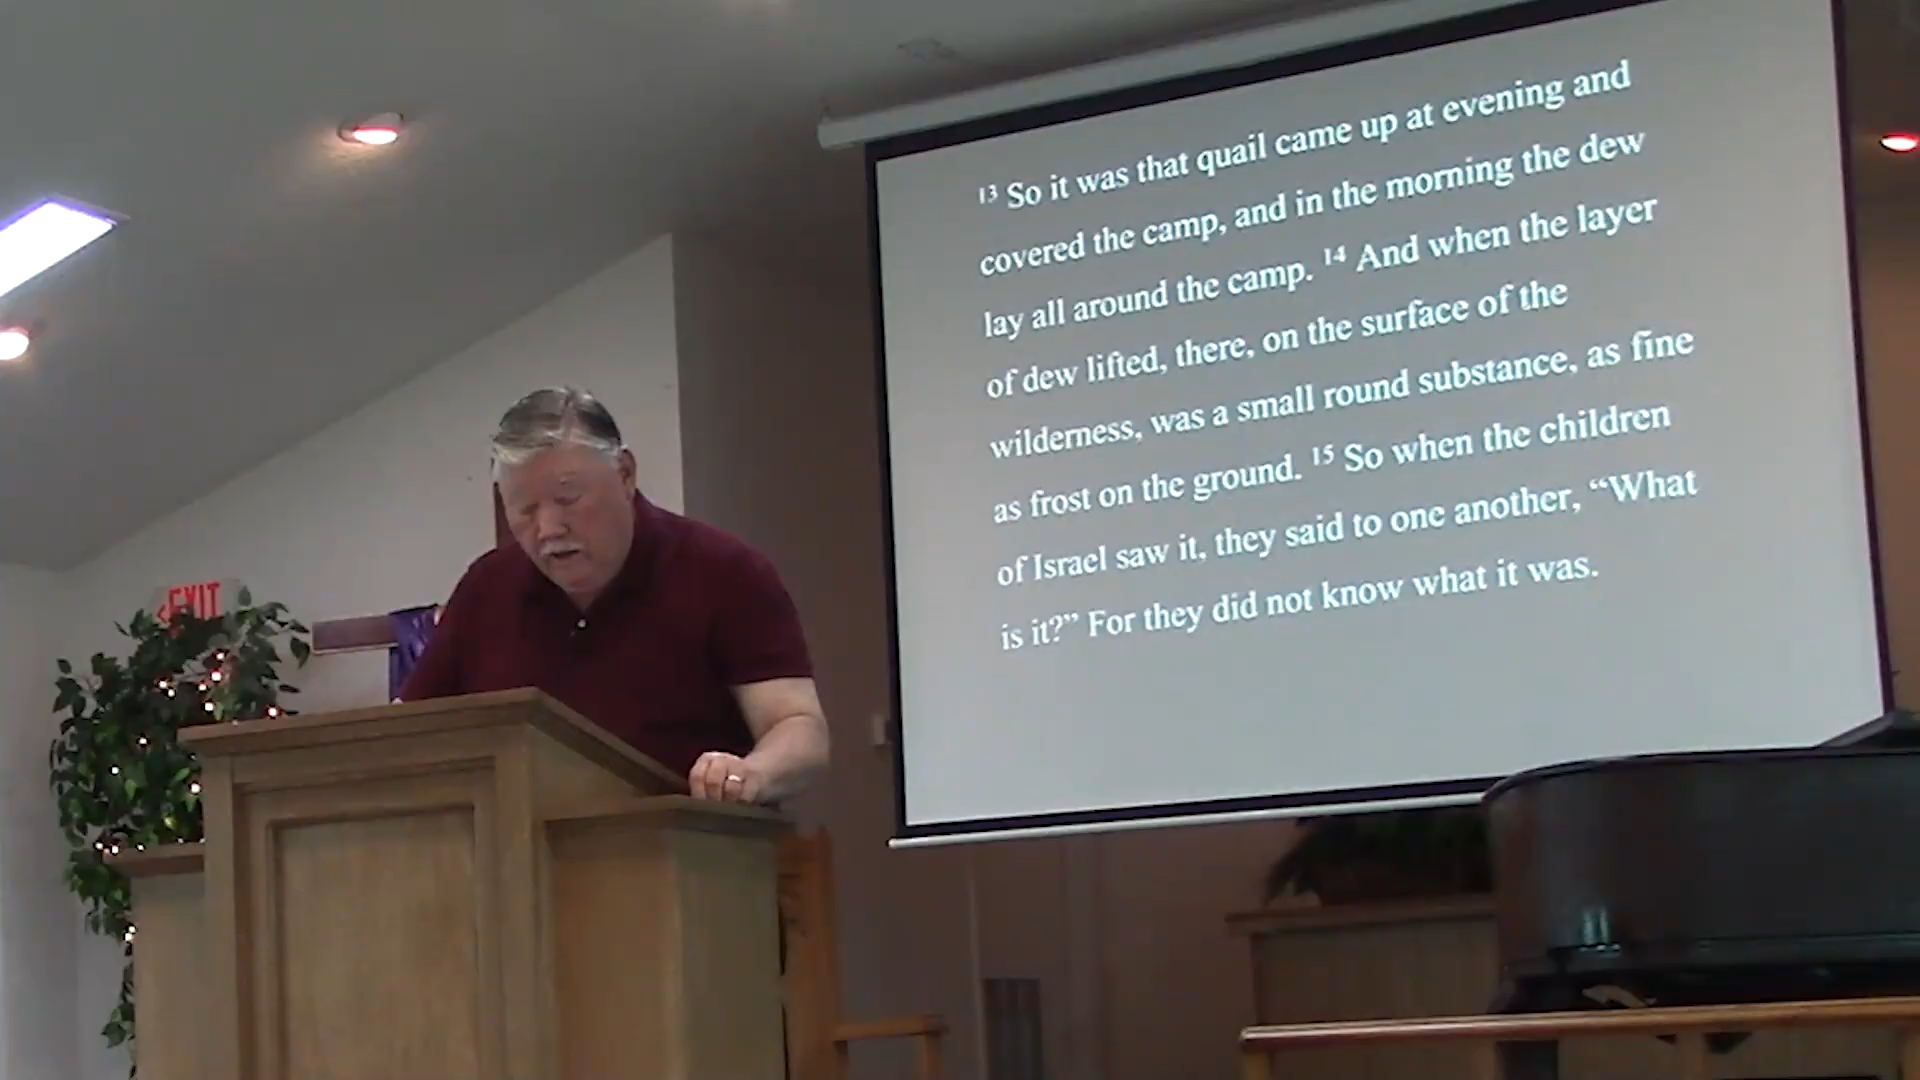 ¹³ So it was that quail came up at evening and
covered the camp, and in the morning the dew
lay all around the camp. ¹⁴ And when the layer
of dew lifted, there, on the surface of the
wilderness, was a small round substance, as fine
as frost on the ground. ¹⁵ So when the children
of Israel saw it, they said to one another, “What
is it?” For they did not know what it was.
EXIT